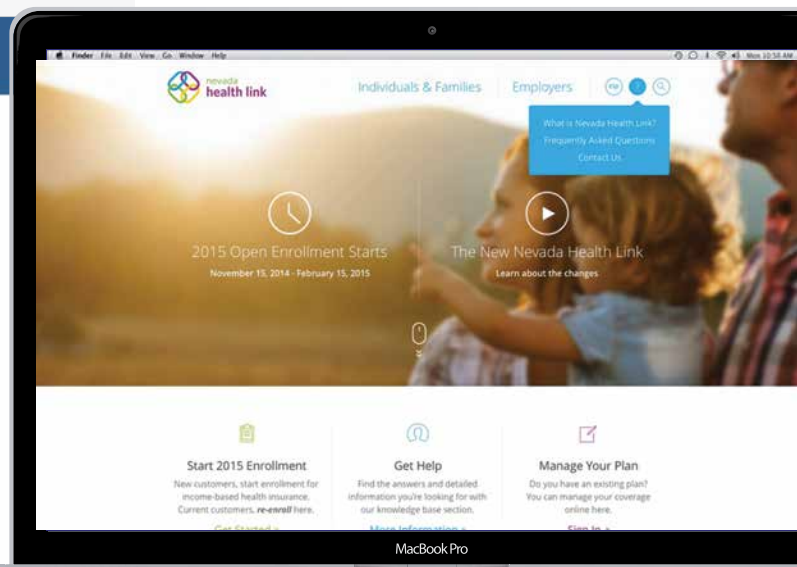 Finder File Edit View Go Window Help
Mon 10:58 AM
nevada
health link
Individuals & Families
Employers
What is Nevada Health Link?
Frequently Asked Questions
Contact Us
2015 Open Enrollment Starts
November 15, 2014 - February 15, 2015
The New Nevada Health Link
Learn about the changes
Start 2015 Enrollment
New customers, start enrollment for
income-based health insurance.
Current customers, re-enroll here.
Get Started »
Get Help
Find the answers and detailed
information you're looking for with
our knowledge base section.
More Information »
Manage Your Plan
Do you have an existing plan?
You can manage your coverage
online here.
Sign In »
MacBook Pro